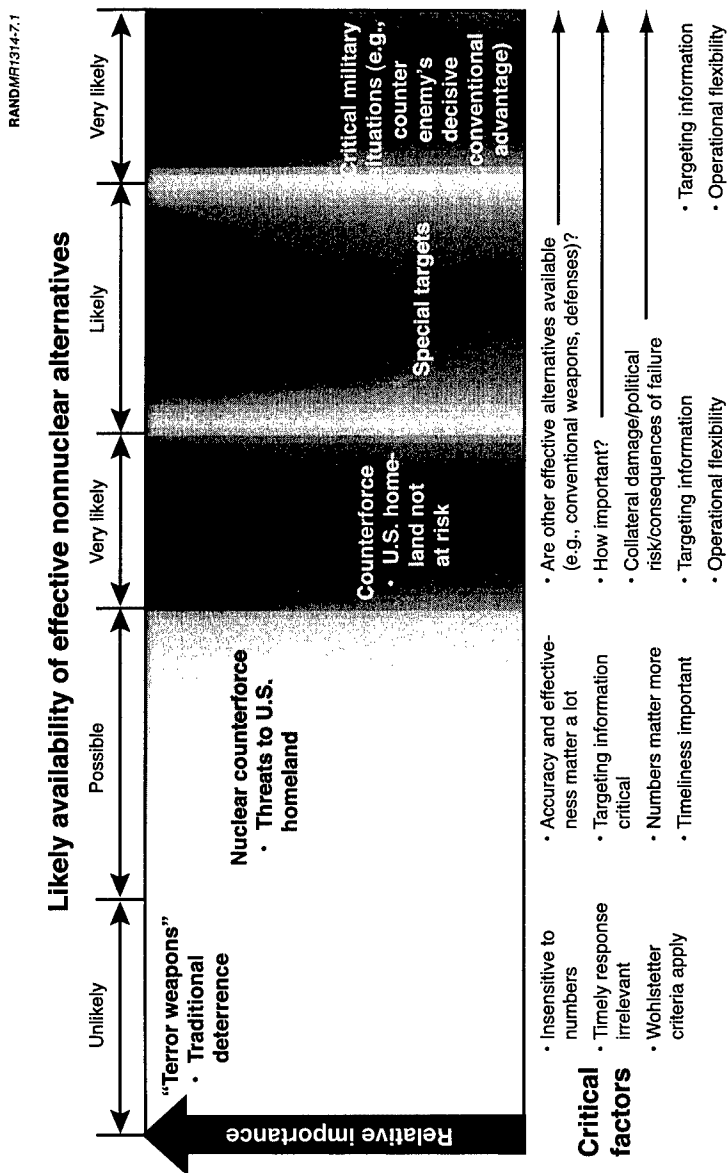 RANDMR1314-7.1
Likely availability of effective nonnuclear alternatives
Unlikely
Possible
Very likely
Likely
Very likely
Relative importance
"Terror weapons"
• Traditional
deterrence
Nuclear counterforce
• Threats to U.S.
homeland
Counterforce
• U.S. home-
land not
at risk
Special targets
Critical military
situations (e.g.,
counter
enemy's
decisive
conventional
advantage)
Critical
factors
• Insensitive to
numbers
• Timely response
irrelevant
• Wohlstetter
criteria apply
• Accuracy and effective-
ness matter a lot
• Targeting information
critical
• Numbers matter more
• Timeliness important
• Are other effective alternatives available
(e.g., conventional weapons, defenses)?
• How important?
• Collateral damage/political
risk/consequences of failure
• Targeting information
• Operational flexibility
• Targeting information
• Operational flexibility